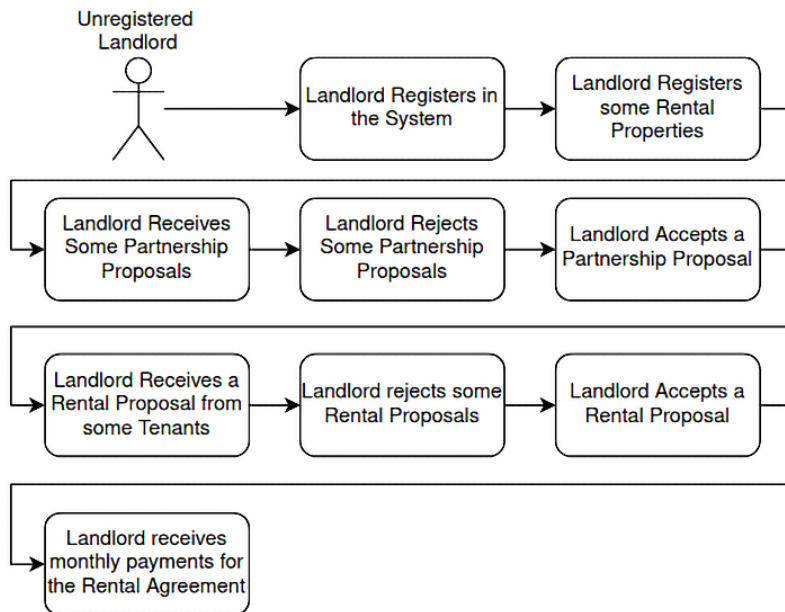 Unregistered
Landlord
Landlord Registers in
the System
Landlord Registers
some Rental
Properties
Landlord Receives
Some Partnership
Proposals
Landlord Rejects
Some Partnership
Proposals
Landlord Accepts a
Partnership Proposal
Landlord Receives a
Rental Proposal from
some Tenants
Landlord rejects some
Rental Proposals
Landlord Accepts a
Rental Proposal
Landlord receives
monthly payments for
the Rental Agreement